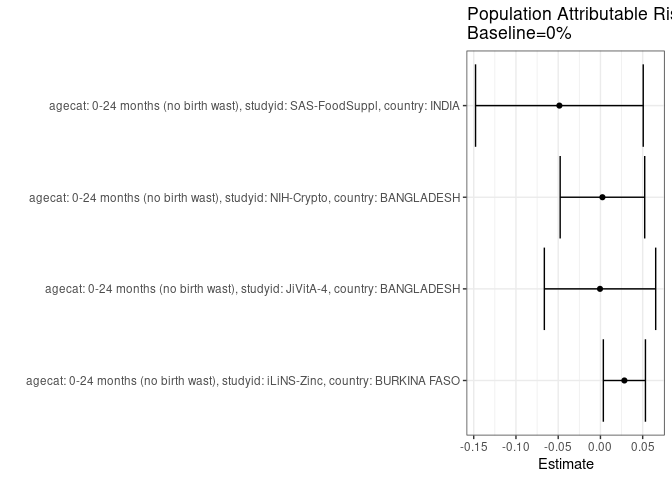 Population Attributable Ris
Baseline=0%
agecat: 0-24 months (no birth wast), studyid: SAS-FoodSuppl, country: INDIA
agecat: 0-24 months (no birth wast), studyid: NIH-Crypto, country: BANGLADESH
agecat: 0-24 months (no birth wast), studyid: JiVitA-4, country: BANGLADESH
agecat: 0-24 months (no birth wast), studyid: iLiNS-Zinc, country: BURKINA FASO
-0.15 -0.10 -0.05 0.00 0.05
Estimate